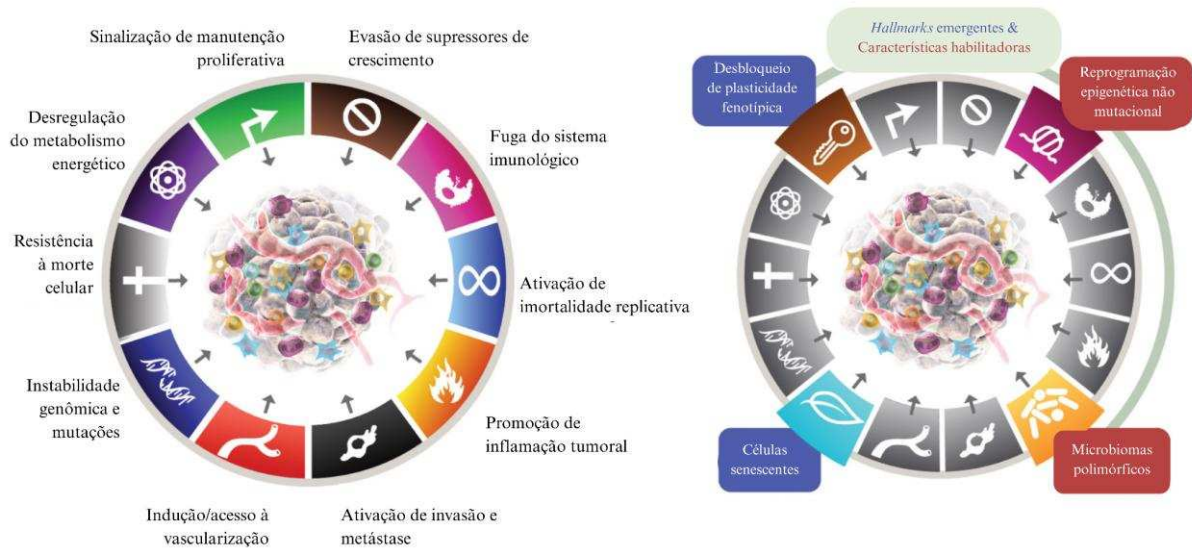 Sinalização de manutenção
proliferativa
Evasão de supressores de
crescimento
Desregulação
do metabolismo
energético
Fuga do sistema
imunológico
Resistência
à morte
celular
Ativação de
imortalidade replicativa
Instabilidade
genômica e
mutações
Promoção de
inflamação tumoral
Indução/acesso à
vascularização
Ativação de invasão e
metástase
Hallmarks emergentes &
Características habilitadoras
Desbloqueio
de plasticidade
fenotípica
Reprogramação
epigenética não
mutacional
Células
senescentes
Microbiomas
polimórficos